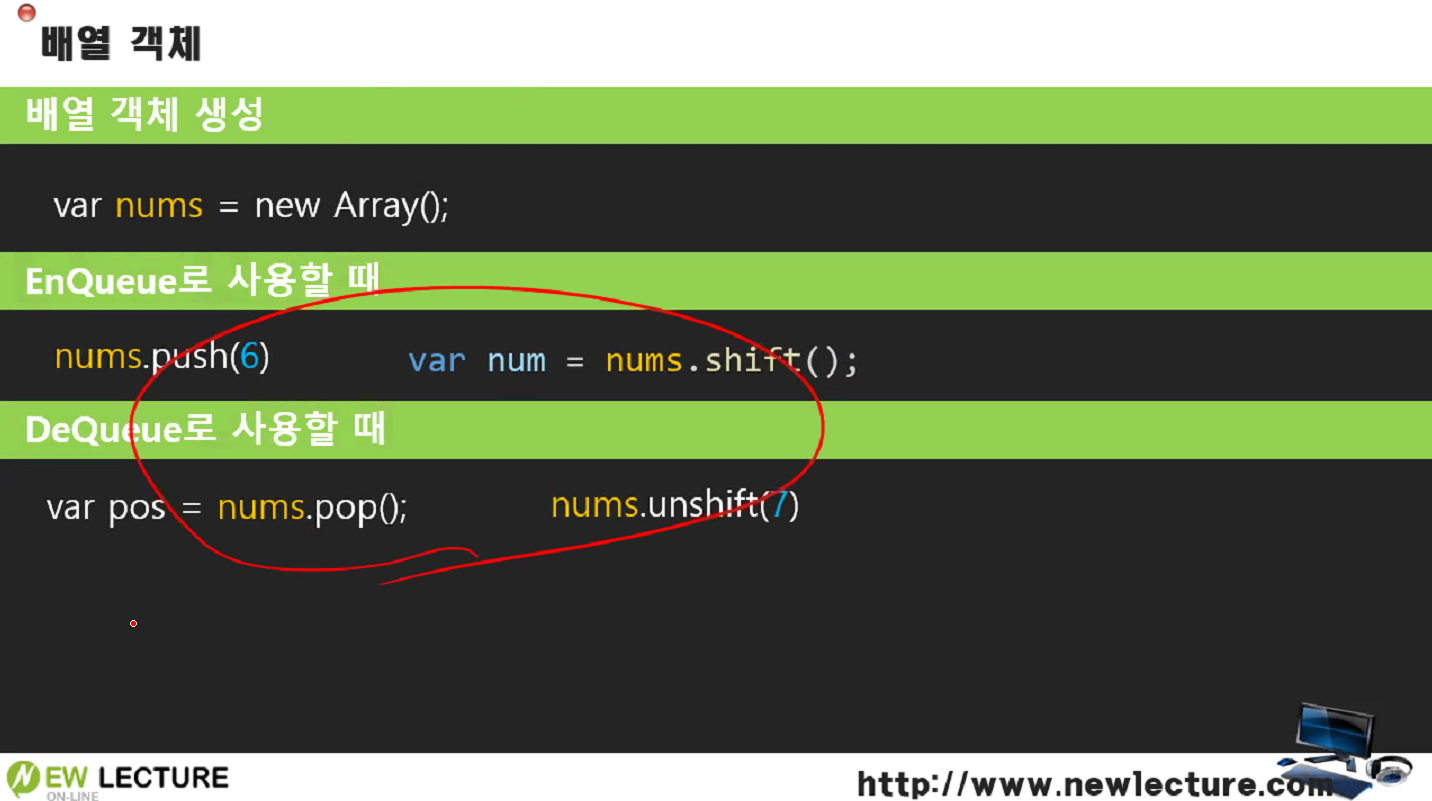 배열 객체
배열 객체 생성
var nums = new Array();
EnQueue로 사용할 때
nums.push(6) var num = nums.shift();
DeQueue로 사용할 때
var pos = nums.pop(); nums.unshift(7)
NEW LECTURE
ON-LINE
http://www.newlecture.com